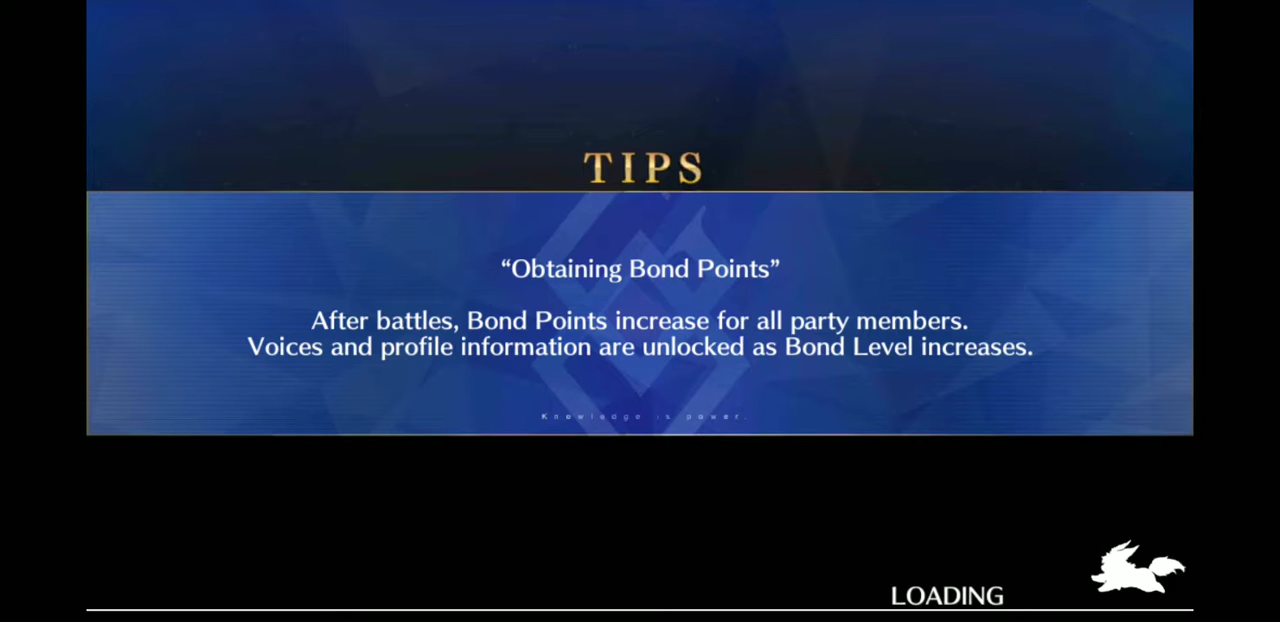 TIPS
“Obtaining Bond Points”
After battles, Bond Points increase for all party members.
Voices and profile information are unlocked as Bond Level increases.
Knowledge is power.
LOADING